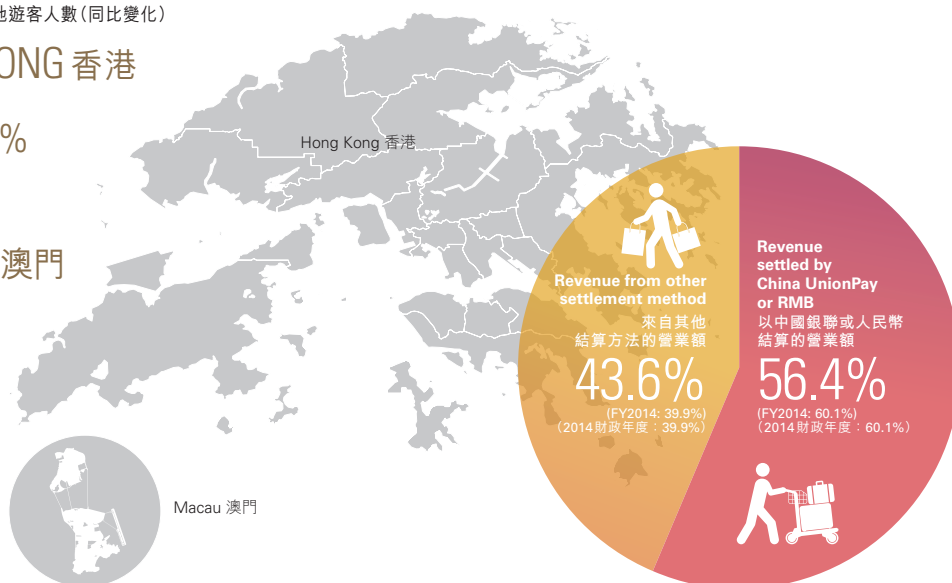 地遊客人數(同比變化)
ONG 香港
%
澳門
Hong Kong 香港
Macau 澳門
Revenue from other
settlement method
來自其他
結算方法的營業額
43.6%
(FY2014: 39.9%)
(2014財政年度：39.9%)
Revenue
settled by
China UnionPay
or RMB
以中國銀聯或人民幣
結算的營業額
56.4%
(FY2014: 60.1%)
(2014財政年度：60.1%)